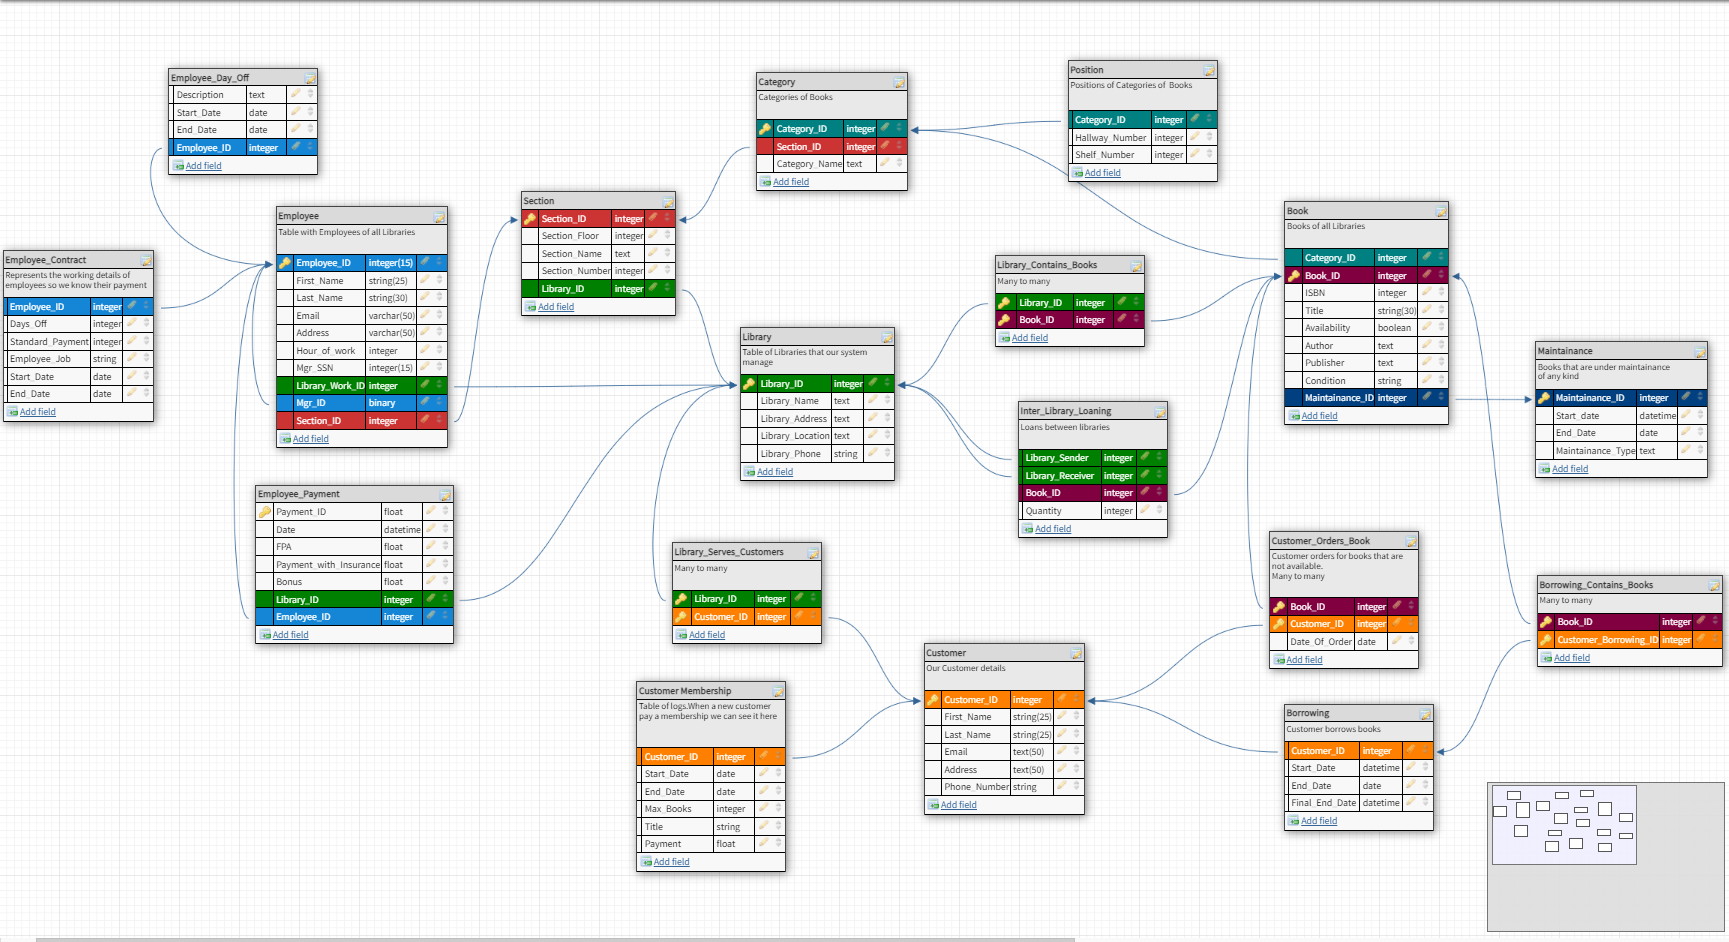 Employee_Day_Off
Description text
Start_Date date
End_Date date
Employee_ID integer
Add field
Category
Categories of Books
Category_ID integer
Section_ID integer
Category_Name text
Add field
Position
Positions of Categories of Books
Category_ID integer
Hallway_Number integer
Shelf_Number integer
Add field
Employee_Contract
Represents the working details of
employees so we know their payment
Employee_ID integer
Days_Off integer
Standard_Payment integer
Employee_Job string
Start_Date date
End_Date date
Add field
Employee
Table with Employees of all Libraries
Employee_ID integer(15)
First_Name string(25)
Last_Name string(30)
Email varchar(50)
Address varchar(50)
Hour_of_work integer
Mgr_SSN integer(15)
Library_Work_ID integer
Mgr_ID binary
Section_ID integer
Add field
Section
Section_ID integer
Section_Floor integer
Section_Name text
Section_Number integer
Library_ID integer
Add field
Library
Table of Libraries that our system
manage
Library_ID integer
Library_Name text
Library_Address text
Library_Location text
Library_Phone string
Add field
Library_Contains_Books
Many to many
Library_ID integer
Book_ID integer
Add field
Book
Books of all Libraries
Category_ID integer
Book_ID integer
ISBN integer
Title string(30)
Availability boolean
Author text
Publisher text
Condition string
Maintainance_ID integer
Add field
Maintainance
Books that are under maintainance
of any kind
Maintainance_ID integer
Start_date datetime
End_Date date
Maintainance_Type text
Add field
Inter_Library_Loaning
Loans between libraries
Library_Sender integer
Library_Receiver integer
Book_ID integer
Quantity integer
Add field
Employee_Payment
Payment_ID float
Date datetime
FPA float
Payment_with_Insurance float
Bonus float
Library_ID integer
Employee_ID integer
Add field
Library_Serves_Customers
Many to many
Library_ID integer
Customer_ID integer
Add field
Customer_Orders_Book
Customer orders for books that are
not available.
Many to many
Book_ID integer
Customer_ID integer
Date_Of_Order date
Add field
Borrowing_Contains_Books
Many to many
Book_ID integer
Customer_Borrowing_ID integer
Add field
Customer Membership
Table of logs.When a new customer
pay a membership we can see it here
Customer_ID integer
Start_Date date
End_Date date
Max_Books integer
Title string
Payment float
Add field
Customer
Our Customer details
Customer_ID integer
First_Name string(25)
Last_Name string(25)
Email text(50)
Address text(50)
Phone_Number string
Add field
Borrowing
Customer borrows books
Customer_ID integer
Start_Date datetime
End_Date date
Final_End_Date datetime
Add field